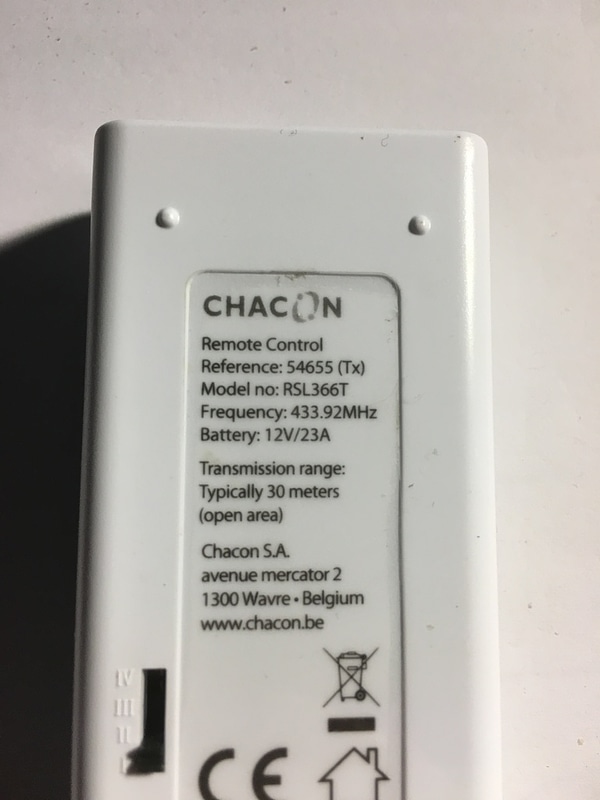 CHACON
Remote Control
Reference: 54655 (Tx)
Model no: RSL366T
Frequency: 433.92MHz
Battery: 12V/23A
Transmission range:
Typically 30 meters
(open area)
Chacon S.A.
avenue mercator 2
1300 Wavre • Belgium
www.chacon.be
IV
III
II
I
CE